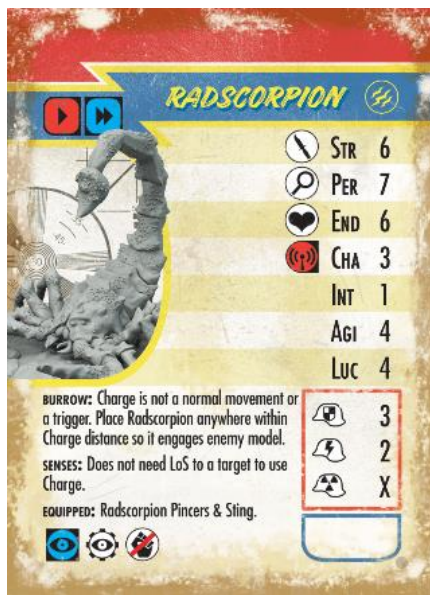 RADSCORPION
STR 6
PER 7
END 6
CHA 3
INT 1
AGI 4
LUC 4
BURROW: Charge is not a normal movement or
a trigger. Place Radscorpion anywhere within
Charge distance so it engages enemy model.
SENSES: Does not need LoS to a target to use
Charge.
EQUIPPED: Radscorpion Pincers & Sting.
3
2
X